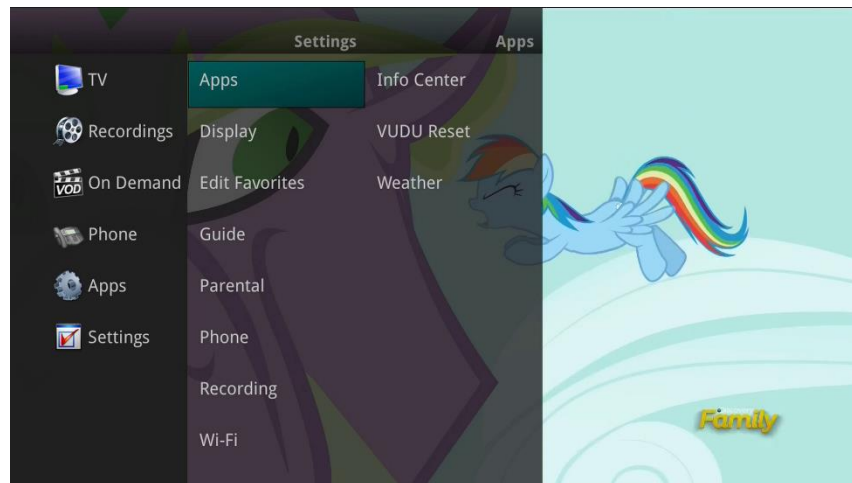 Settings
Apps
TV
Recordings
VOD
On Demand
Phone
Apps
Settings
Apps
Display
Edit Favorites
Guide
Parental
Phone
Recording
Wi-Fi
Info Center
VUDU Reset
Weather
Family